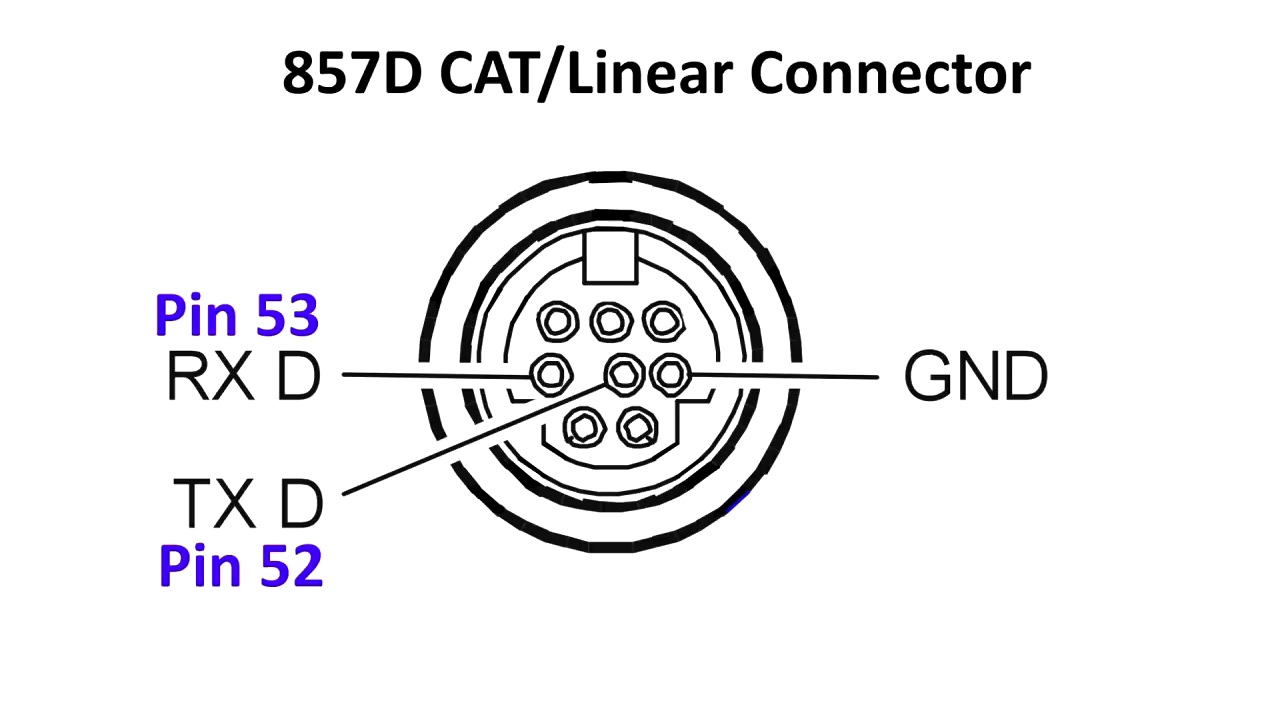 857D CAT/Linear Connector
Pin 53
RX D
GND
TX D
Pin 52